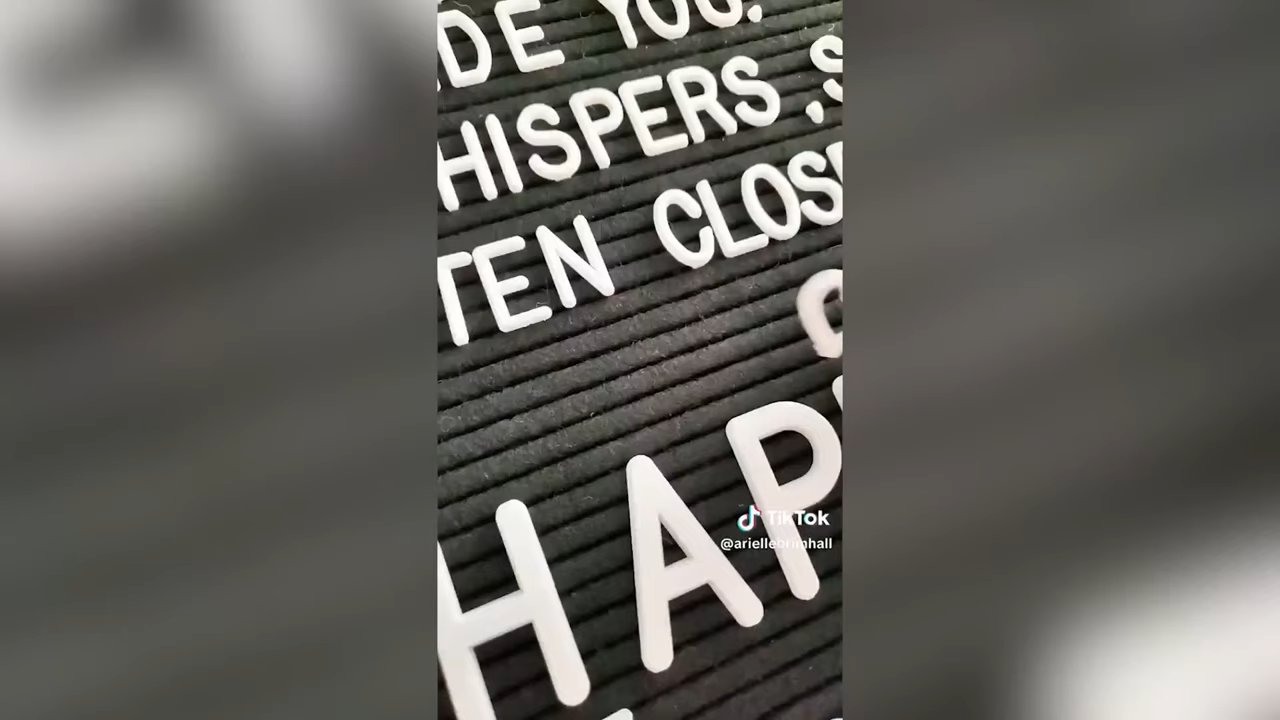 DE YOU.
HISPERS ,S
TEN CLOS
HAP
TikTok
@ariellebrimhall